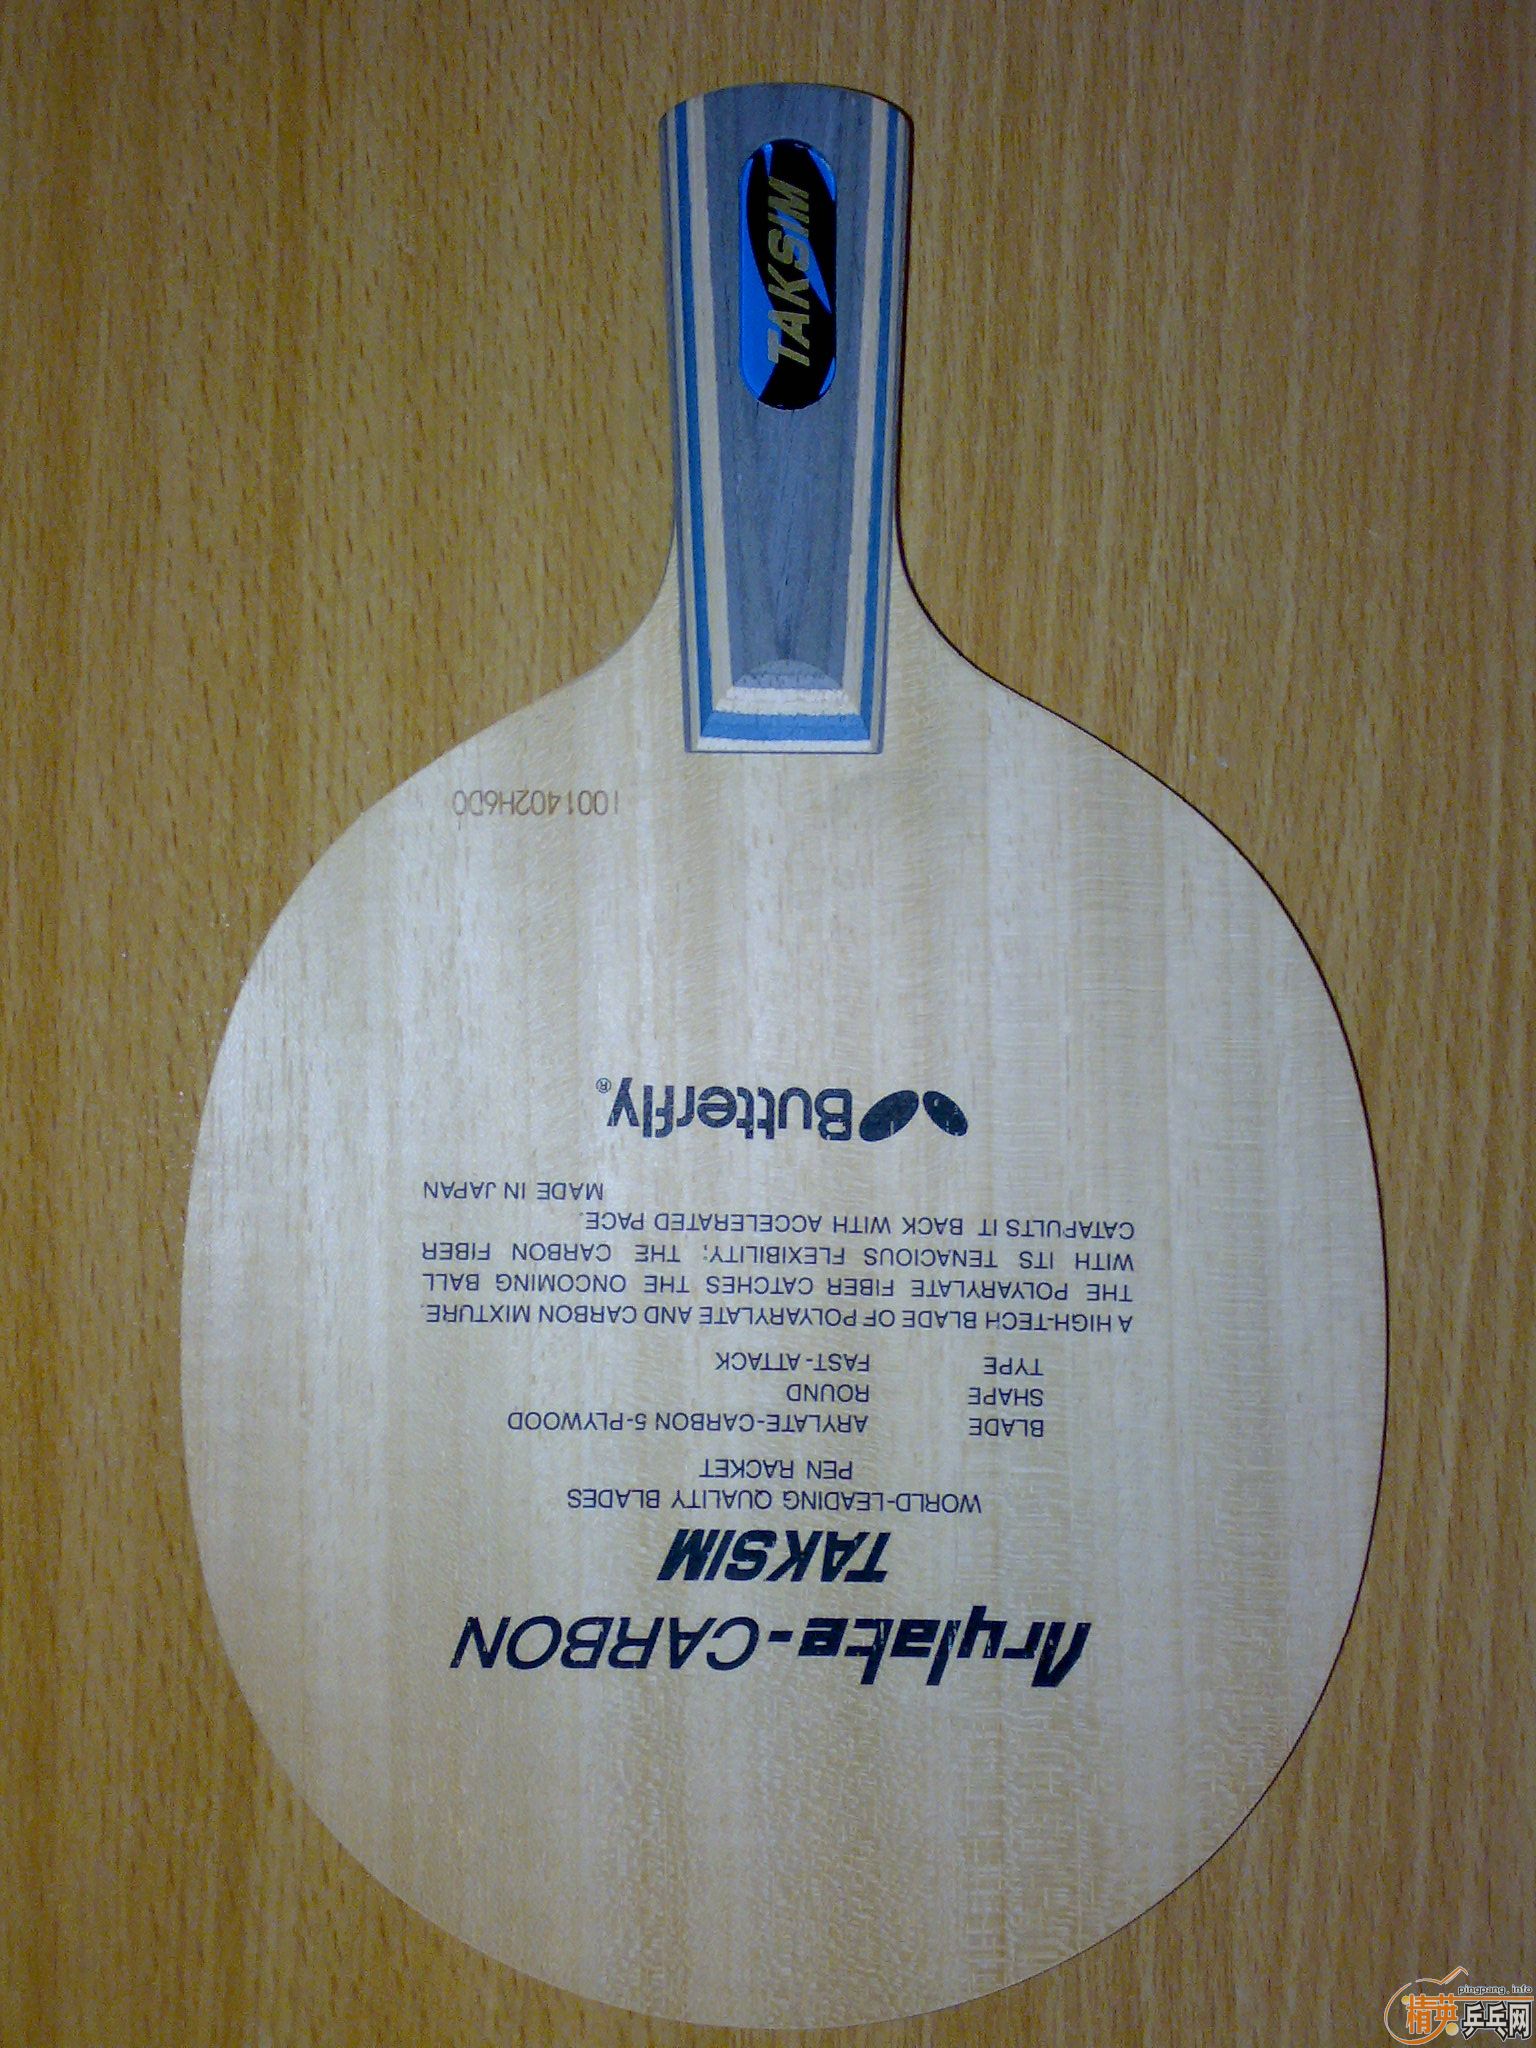 Arylate-CARBON
TAKSIM
WORLD-LEADING QUALITY BLADES
PEN RACKET
BLADE ARYLATE-CARBON 5-PLYWOOD
SHAPE ROUND
TYPE FAST-ATTACK
A HIGH-TECH BLADE OF POLYARYLATE AND CARBON MIXTURE.
THE POLYARYLATE FIBER CATCHES THE ONCOMING BALL
WITH ITS TENACIOUS FLEXIBILITY; THE CARBON FIBER
CATAPULTS IT BACK WITH ACCELERATED PACE.
MADE IN JAPAN
Butterfly®
1001402H6D0
TAKSIM
pingpang.info
精英乒乓网